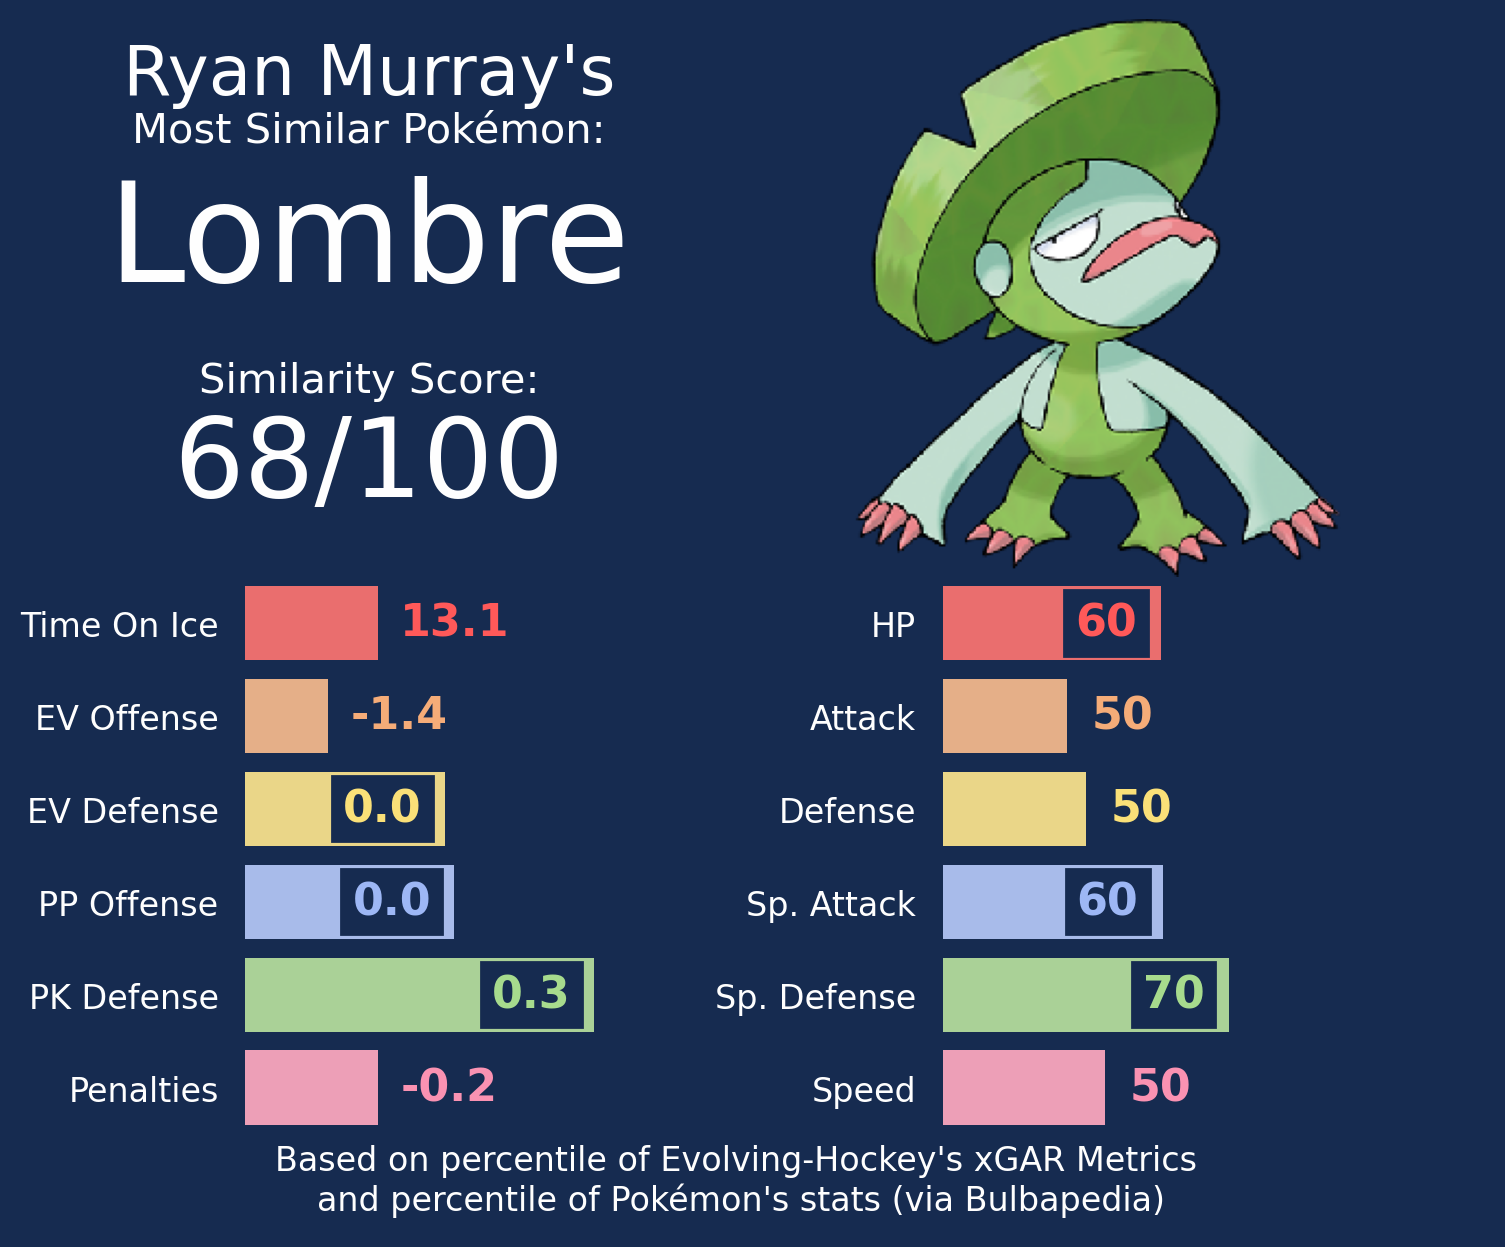 Ryan Murray's
Most Similar Pokémon:
Lombre
Similarity Score:
68/100
Time On Ice 13.1
EV Offense -1.4
EV Defense 0.0
PP Offense 0.0
PK Defense 0.3
Penalties -0.2
HP 60
Attack 50
Defense 50
Sp. Attack 60
Sp. Defense 70
Speed 50
Based on percentile of Evolving-Hockey's xGAR Metrics
and percentile of Pokémon's stats (via Bulbapedia)